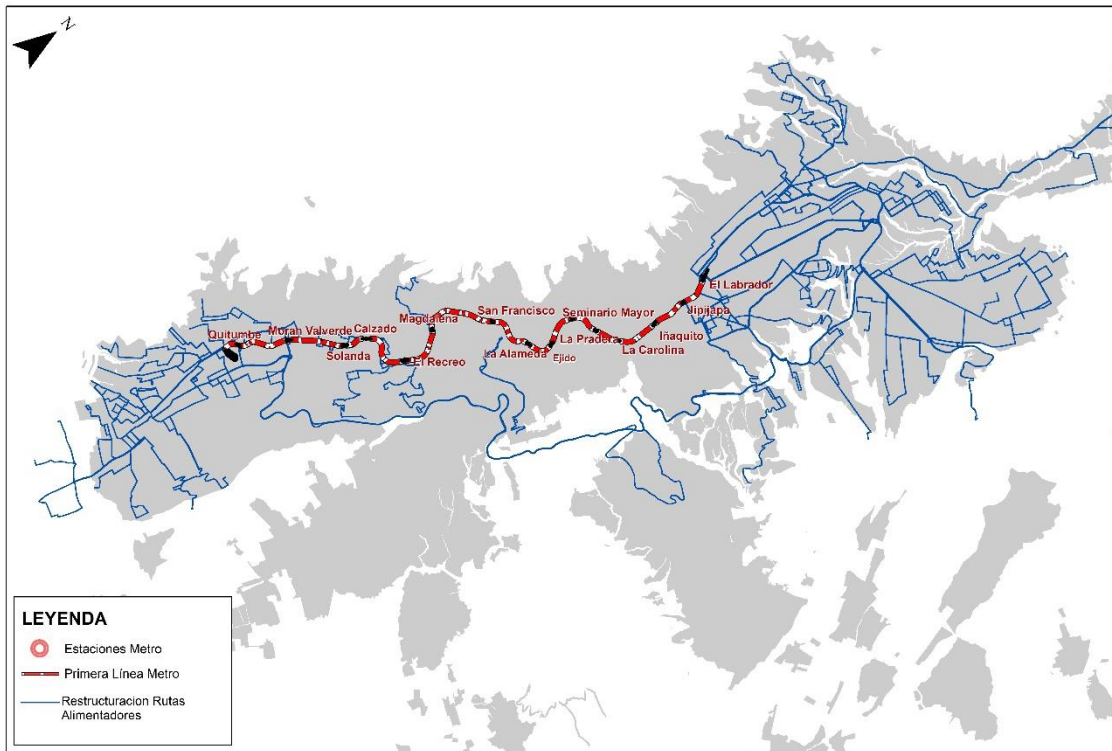 N
El Labrador
Jipijapa
San Francisco
Seminario Mayor
Magdalena
Quitumbe
Moran Valverde
Calzado
La Pradera
Iñaquito
La Alameda
Ejido
La Carolina
Solanda
El Recreo
LEYENDA
Estaciones Metro
Primera Línea Metro
Restructuracion Rutas
Alimentadores